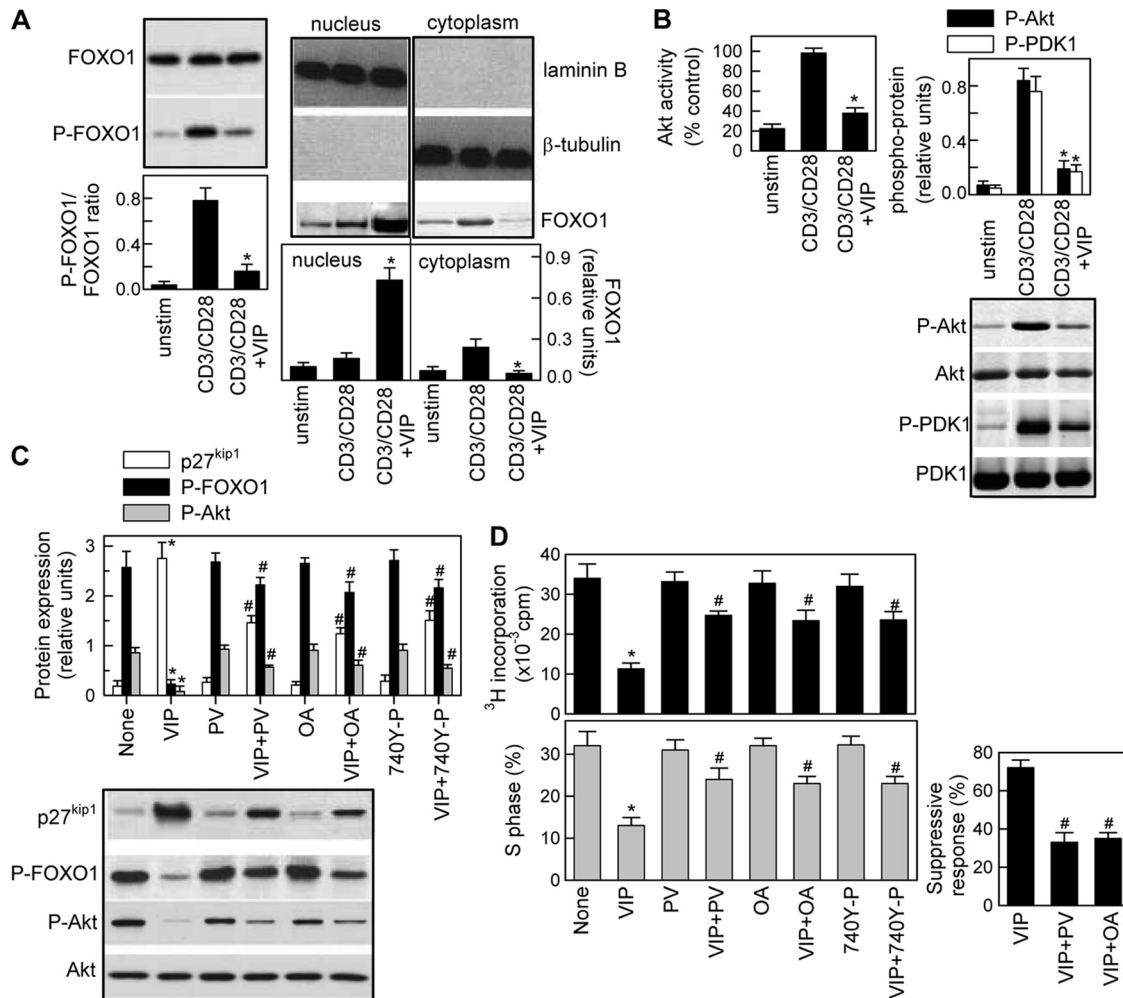 A
nucleus
cytoplasm
FOXO1
P-FOXO1
laminin B
β-tubulin
FOXO1
P-FOXO1/
FOXO1 ratio
0.8
0.4
0.0
*
unstim
CD3/CD28
CD3/CD28
+VIP
nucleus
cytoplasm
*
*
0.9
0.6
0.3
0.0
FOXO1
(relative units)
unstim
CD3/CD28
CD3/CD28
+VIP
unstim
CD3/CD28
CD3/CD28
+VIP
B
P-Akt
P-PDK1
Akt activity
(% control)
100
80
60
40
20
0
*
unstim
CD3/CD28
CD3/CD28
+VIP
phospho-protein
(relative units)
0.8
0.4
0.0
* *
unstim
CD3/CD28
CD3/CD28
+VIP
P-Akt
Akt
P-PDK1
PDK1
C
p27kip1
P-FOXO1
P-Akt
Protein expression
(relative units)
3
2
1
0
*
* *
# # #
# # #
# # #
None
VIP
PV
VIP+PV
OA
VIP+OA
740Y-P
VIP+740Y-P
p27kip1
P-FOXO1
P-Akt
Akt
D
3H incorporation
(x10-3cpm)
40
30
20
10
0
*
#
#
#
S phase (%)
30
20
10
0
*
#
#
#
None
VIP
PV
VIP+PV
OA
VIP+OA
740Y-P
VIP+740Y-P
Suppressive
response (%)
80
60
40
20
0
#
#
VIP
VIP+PV
VIP+OA